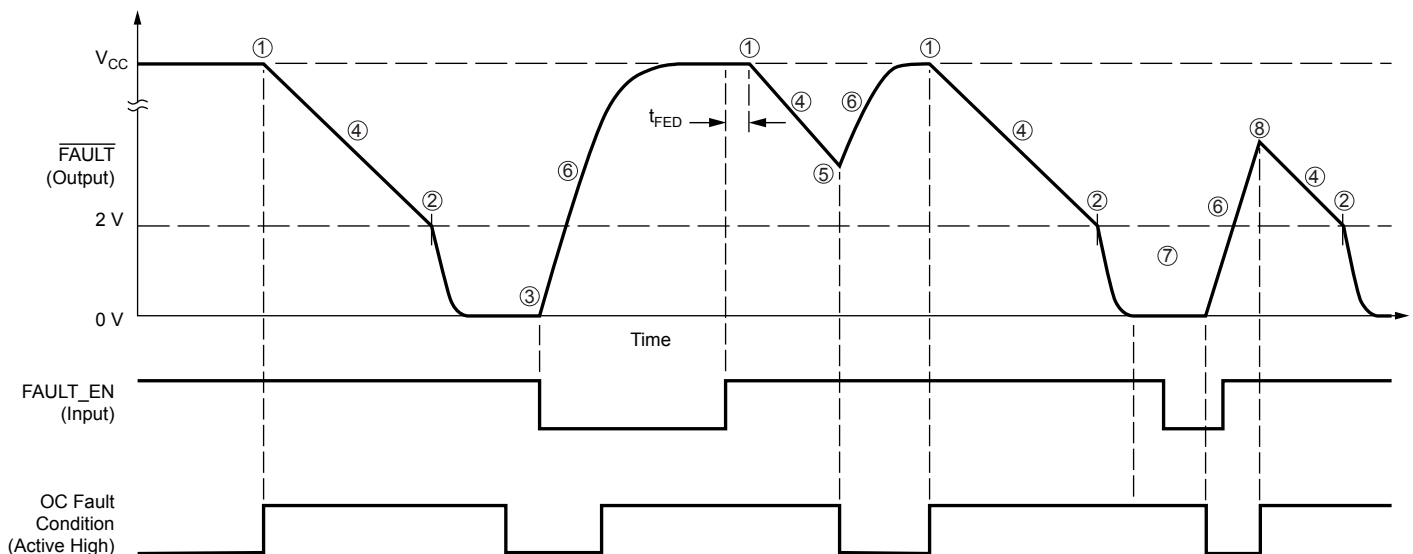 ① ① ①
V_CC
④ ④ ⑥ ④ ⑧
t_FED
FAULT
(Output)
⑥ ⑤ ④
② ② ⑥ ②
2 V
⑦
③
0 V
Time
FAULT_EN
(Input)
OC Fault
Condition
(Active High)